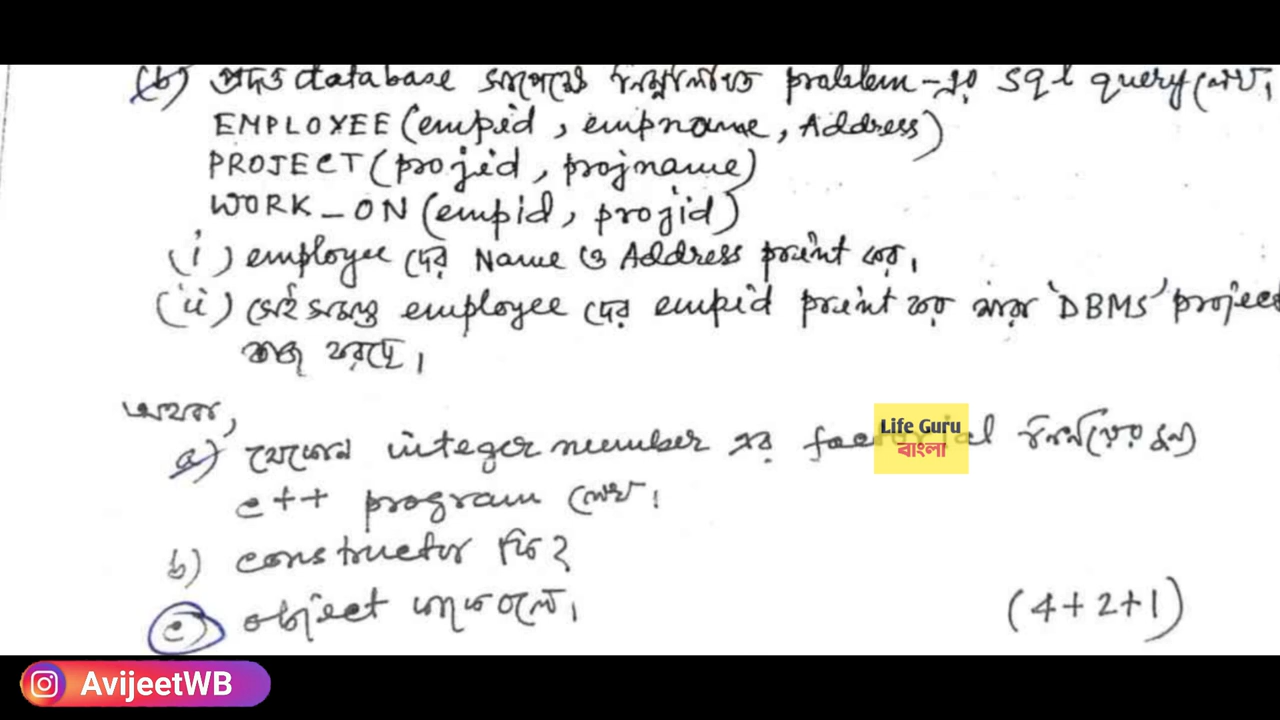 (b) প্রদত্ত database সাপেক্ষে নিম্নলিখিত problem-এর sql query লেখ।
EMPLOYEE (empid, empname, Address)
PROJECT (projid, projname)
WORK_ON (empid, projid)
(i) employee দের Name ও Address print কর।
(ii) সেই সমস্ত employee দের empid print কর যারা 'DBMS' project
কাজ করছে।
অথবা,
a) যেকোন integer number এর factorial নির্ণয়ের জন্য
Life Guru
বাংলা
c++ program লেখ।
b) constructor কি?
c) object কাকে বলে।
(4+2+1)
AvijeetWB